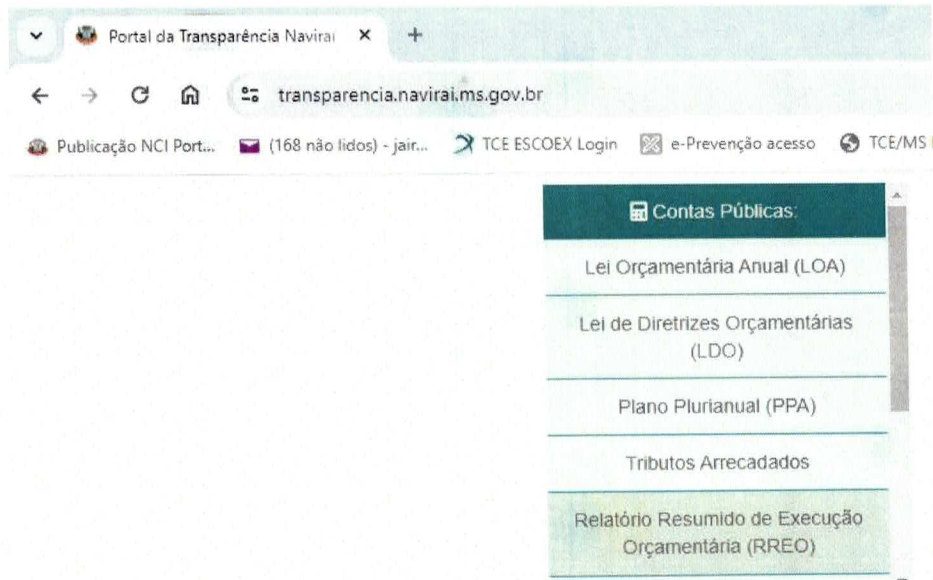 Portal da Transparência Navirai
transparencia.navirai.ms.gov.br
Publicação NCI Port... (168 não lidos) - jair... TCE ESCOEX Login e-Prevenção acesso TCE/MS
Contas Públicas:
Lei Orçamentária Anual (LOA)
Lei de Diretrizes Orçamentárias
(LDO)
Plano Plurianual (PPA)
Tributos Arrecadados
Relatório Resumido de Execução
Orçamentária (RREO)